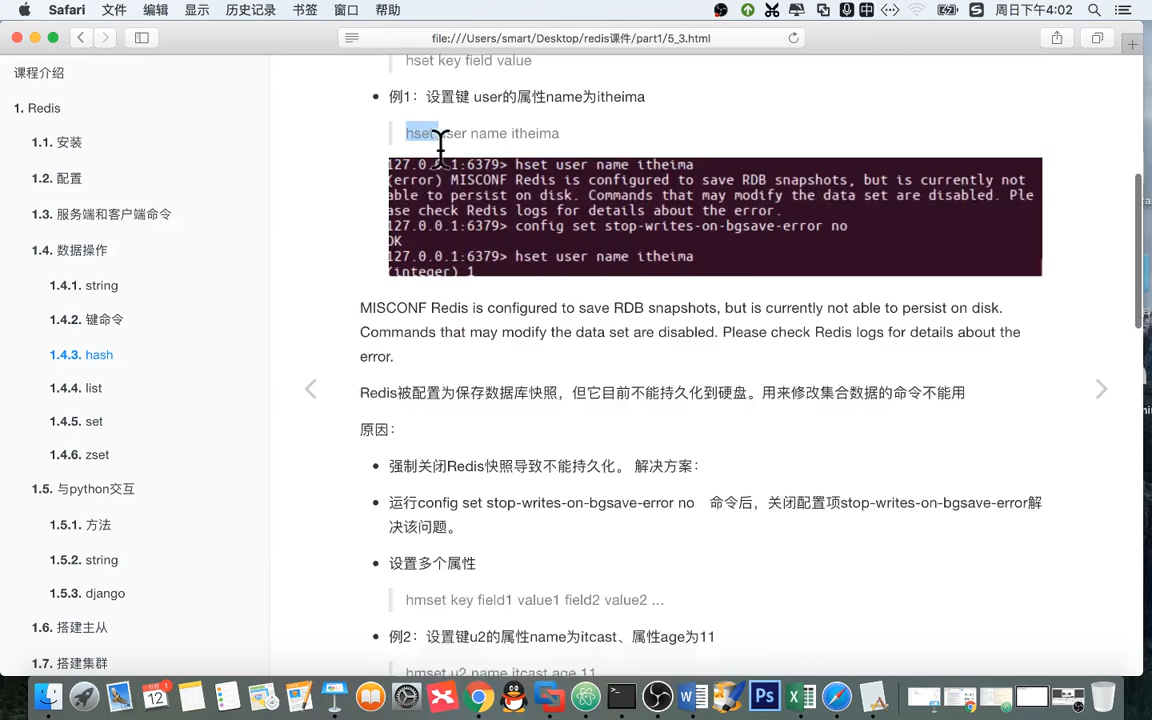 Safari 文件 编辑 显示 历史记录 书签 窗口 帮助 周日下午4:02
file:///Users/smart/Desktop/redis课件/part1/5_3.html
课程介绍
1. Redis
1.1. 安装
1.2. 配置
1.3. 服务端和客户端命令
1.4. 数据操作
1.4.1. string
1.4.2. 键命令
1.4.3. hash
1.4.4. list
1.4.5. set
1.4.6. zset
1.5. 与python交互
1.5.1. 方法
1.5.2. string
1.5.3. django
1.6. 搭建主从
1.7. 搭建集群
hset key field value
例1：设置键 user的属性name为itheima
hset user name itheima
127.0.0.1:6379> hset user name itheima
(error) MISCONF Redis is configured to save RDB snapshots, but is currently not
able to persist on disk. Commands that may modify the data set are disabled. Ple
ase check Redis logs for details about the error.
127.0.0.1:6379> config set stop-writes-on-bgsave-error no
OK
127.0.0.1:6379> hset user name itheima
(integer) 1
MISCONF Redis is configured to save RDB snapshots, but is currently not able to persist on disk.
Commands that may modify the data set are disabled. Please check Redis logs for details about the
error.
Redis被配置为保存数据库快照，但它目前不能持久化到硬盘。用来修改集合数据的命令不能用
原因：
强制关闭Redis快照导致不能持久化。 解决方案：
运行config set stop-writes-on-bgsave-error no 命令后，关闭配置项stop-writes-on-bgsave-error解
决该问题。
设置多个属性
hmset key field1 value1 field2 value2 ...
例2：设置键u2的属性name为itcast、属性age为11
hmset u2 name itcast age 11
12
Ps